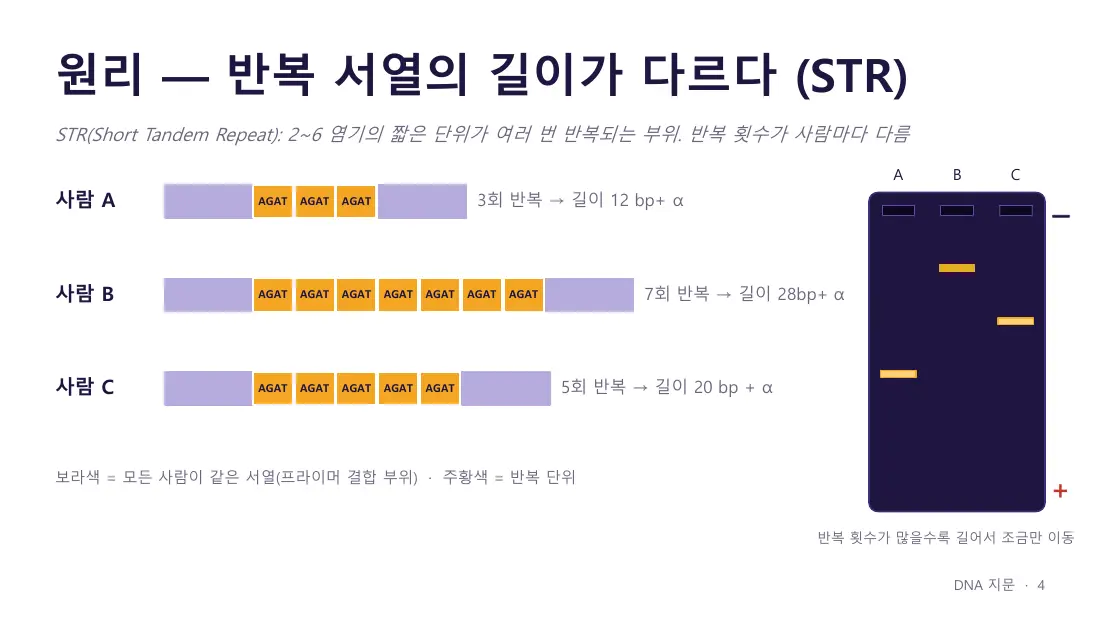 원리 — 반복 서열의 길이가 다르다 (STR)
STR(Short Tandem Repeat): 2~6 염기의 짧은 단위가 여러 번 반복되는 부위. 반복 횟수가 사람마다 다름
사람 A
AGAT AGAT AGAT
3회 반복 → 길이 12 bp+ α
사람 B
AGAT AGAT AGAT AGAT AGAT AGAT AGAT
7회 반복 → 길이 28bp+ α
사람 C
AGAT AGAT AGAT AGAT AGAT
5회 반복 → 길이 20 bp + α
보라색 = 모든 사람이 같은 서열(프라이머 결합 부위) · 주황색 = 반복 단위
A B C
−
+
반복 횟수가 많을수록 길어서 조금만 이동
DNA 지문 · 4